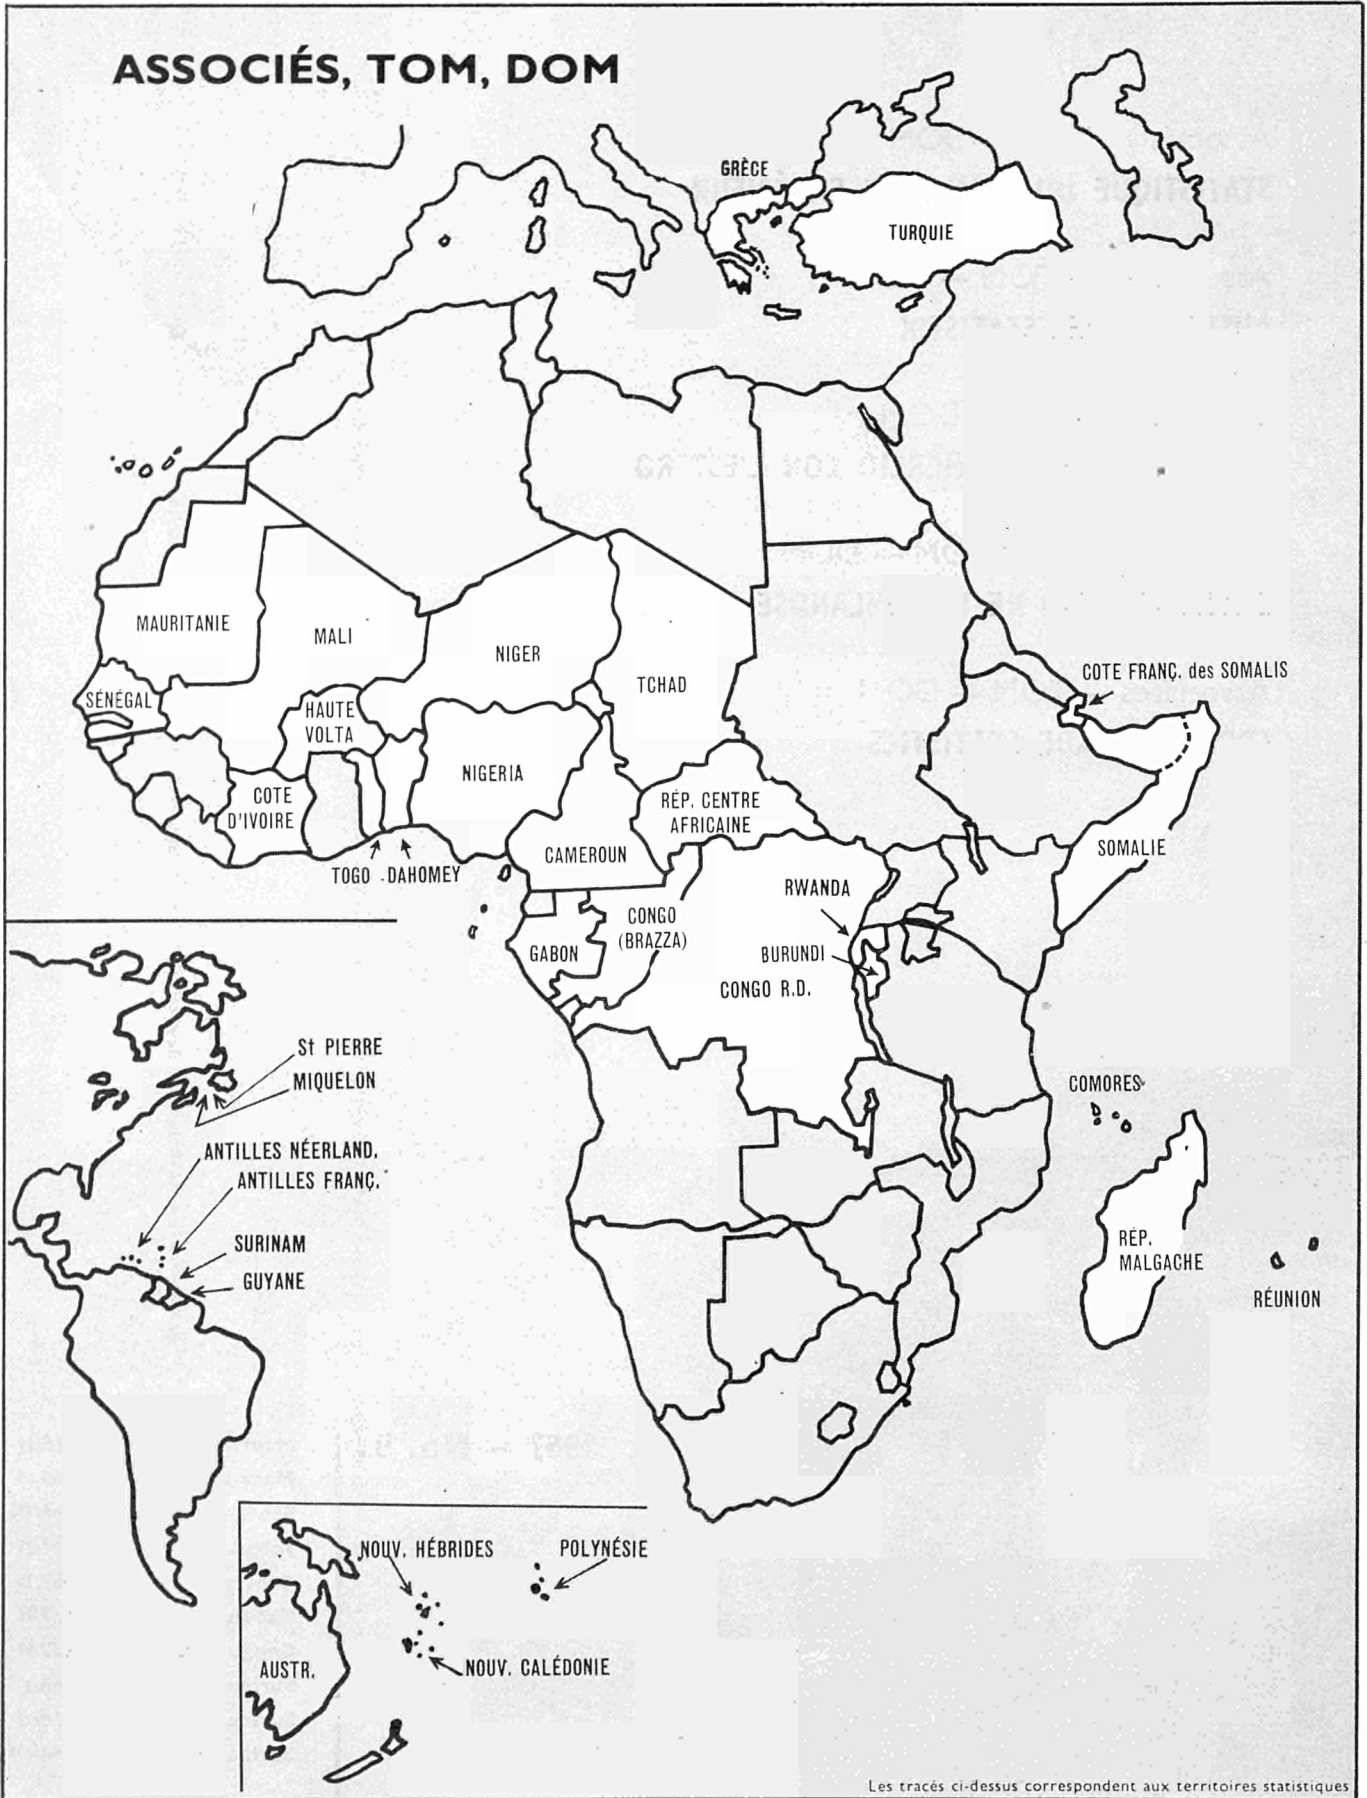 ASSOCIÉS, TOM, DOM
GRÈCE
TURQUIE
MAURITANIE
MALI
NIGER
TCHAD
COTE FRANÇ. des SOMALIS
SÉNÉGAL
HAUTE
VOLTA
NIGERIA
COTE
D'IVOIRE
RÉP. CENTRE
AFRICAINE
SOMALIE
CAMEROUN
TOGO
DAHOMEY
RWANDA
CONGO
(BRAZZA)
GABON
BURUNDI
CONGO R.D.
St PIERRE
MIQUELON
COMORES
ANTILLES NÉERLAND.
ANTILLES FRANÇ.
SURINAM
GUYANE
RÉP.
MALGACHE
RÉUNION
NOUV. HÉBRIDES
POLYNÉSIE
AUSTR.
NOUV. CALÉDONIE
Les tracés ci-dessus correspondent aux territoires statistiques